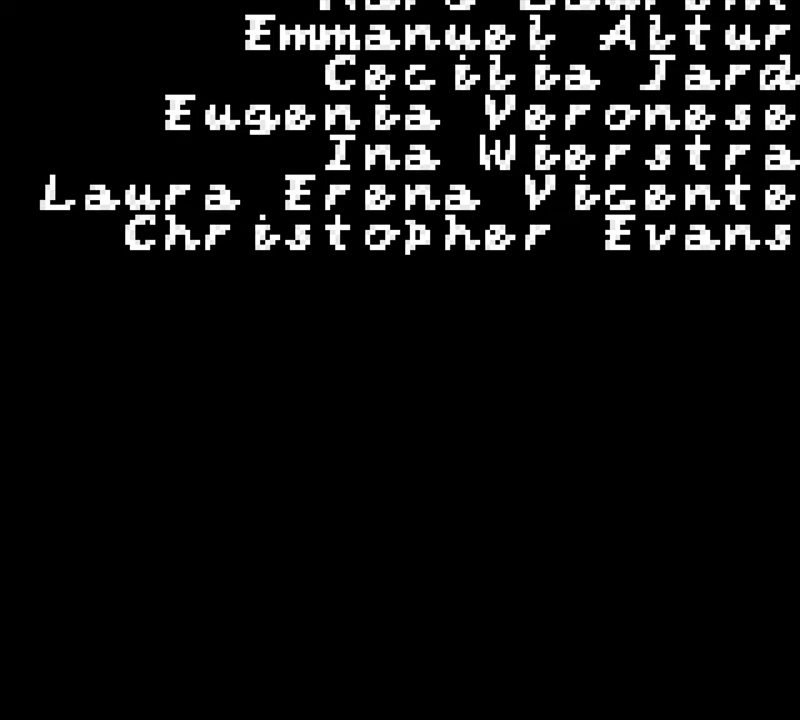 Emmanuel Altur
Cecilia Jard
Eugenia Veronese
Ina Wierstra
Laura Erena Vicente
Christopher Evans